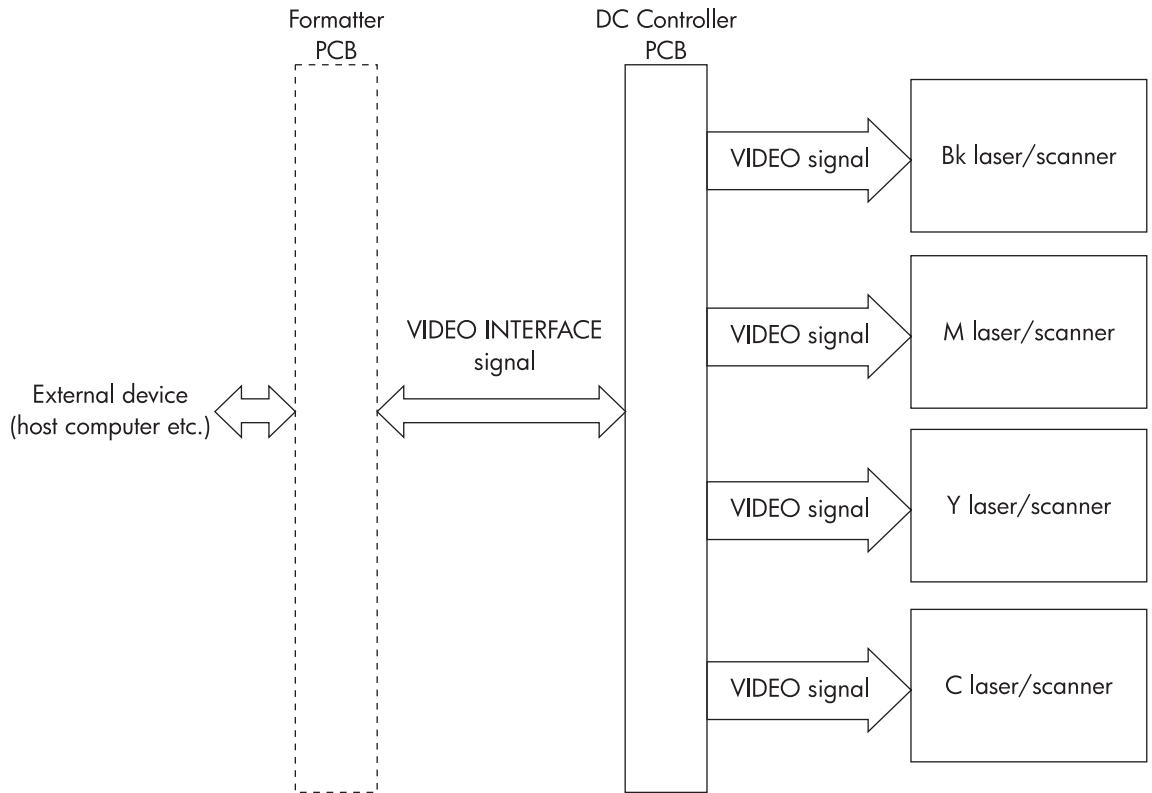 Formatter
PCB
DC Controller
PCB
VIDEO signal
Bk laser/scanner
VIDEO signal
M laser/scanner
VIDEO INTERFACE
signal
External device
(host computer etc.)
VIDEO signal
Y laser/scanner
VIDEO signal
C laser/scanner